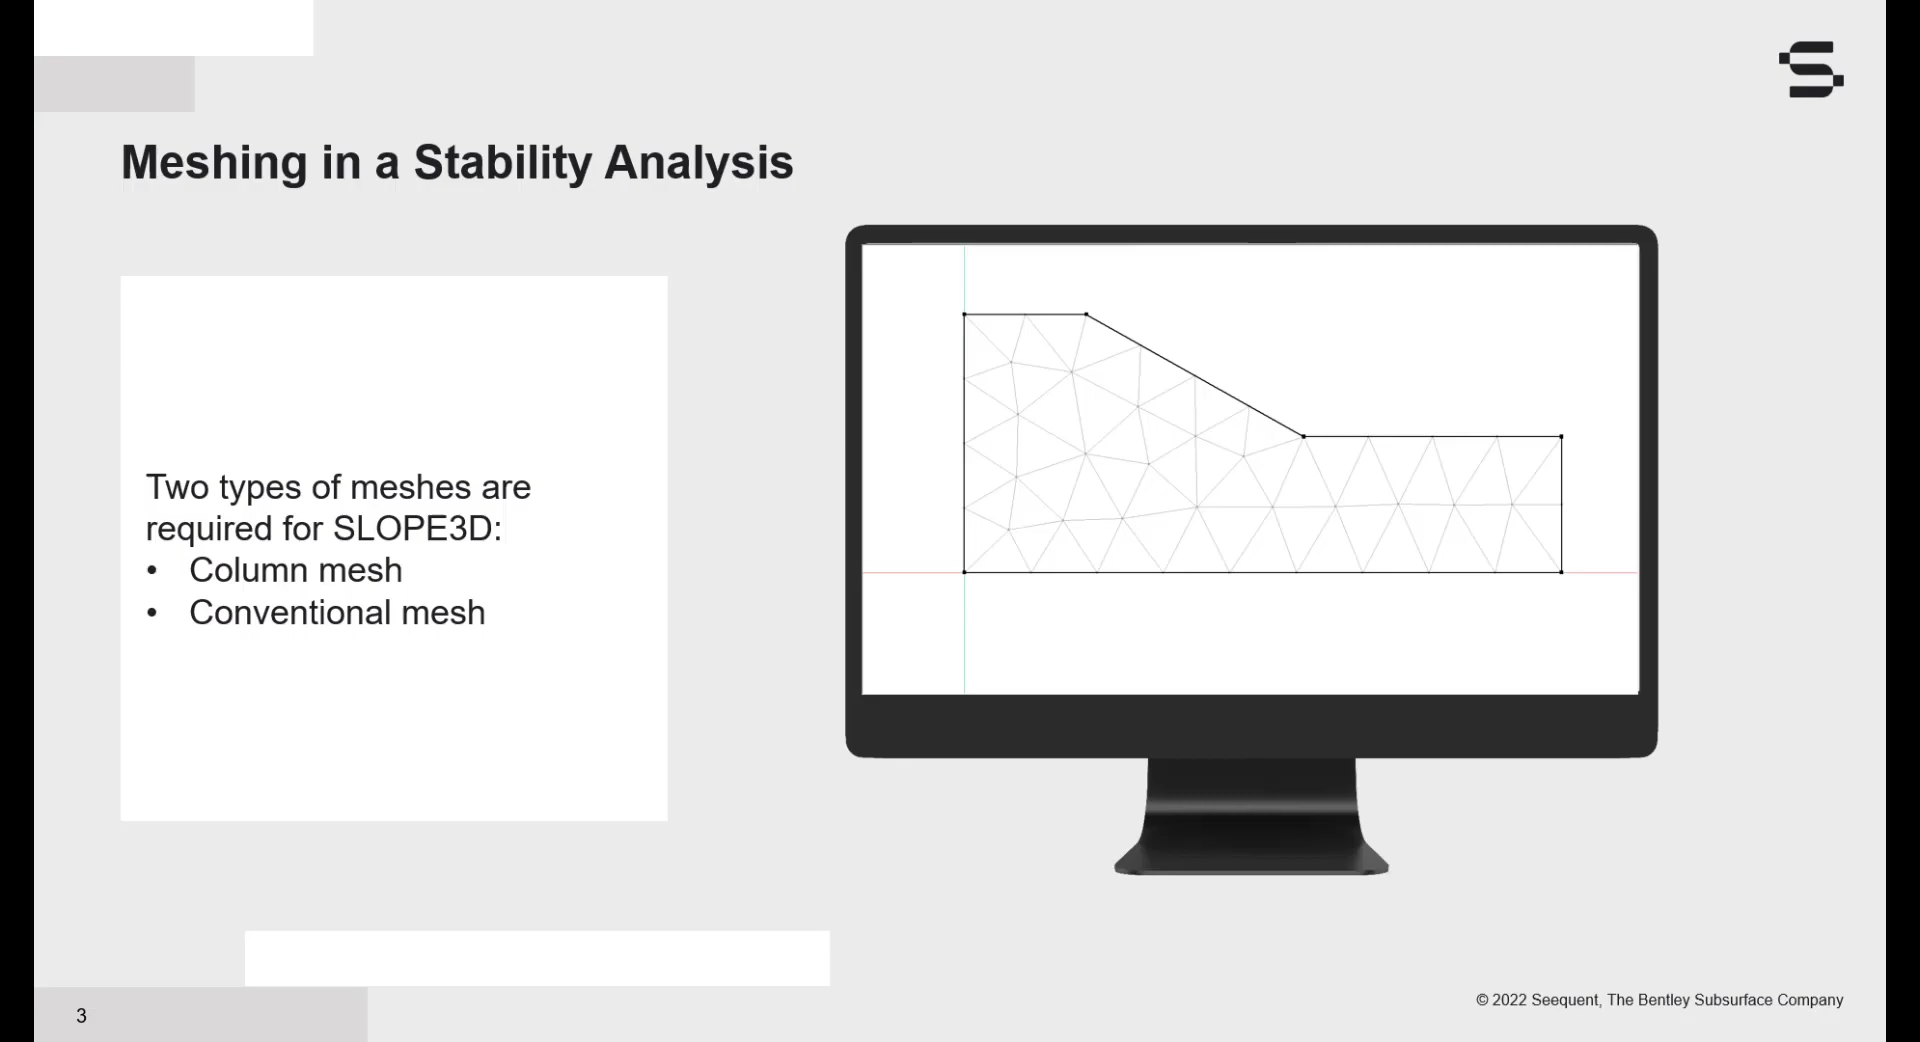 Meshing in a Stability Analysis
Two types of meshes are
required for SLOPE3D:
• Column mesh
• Conventional mesh
3
© 2022 Seequent, The Bentley Subsurface Company